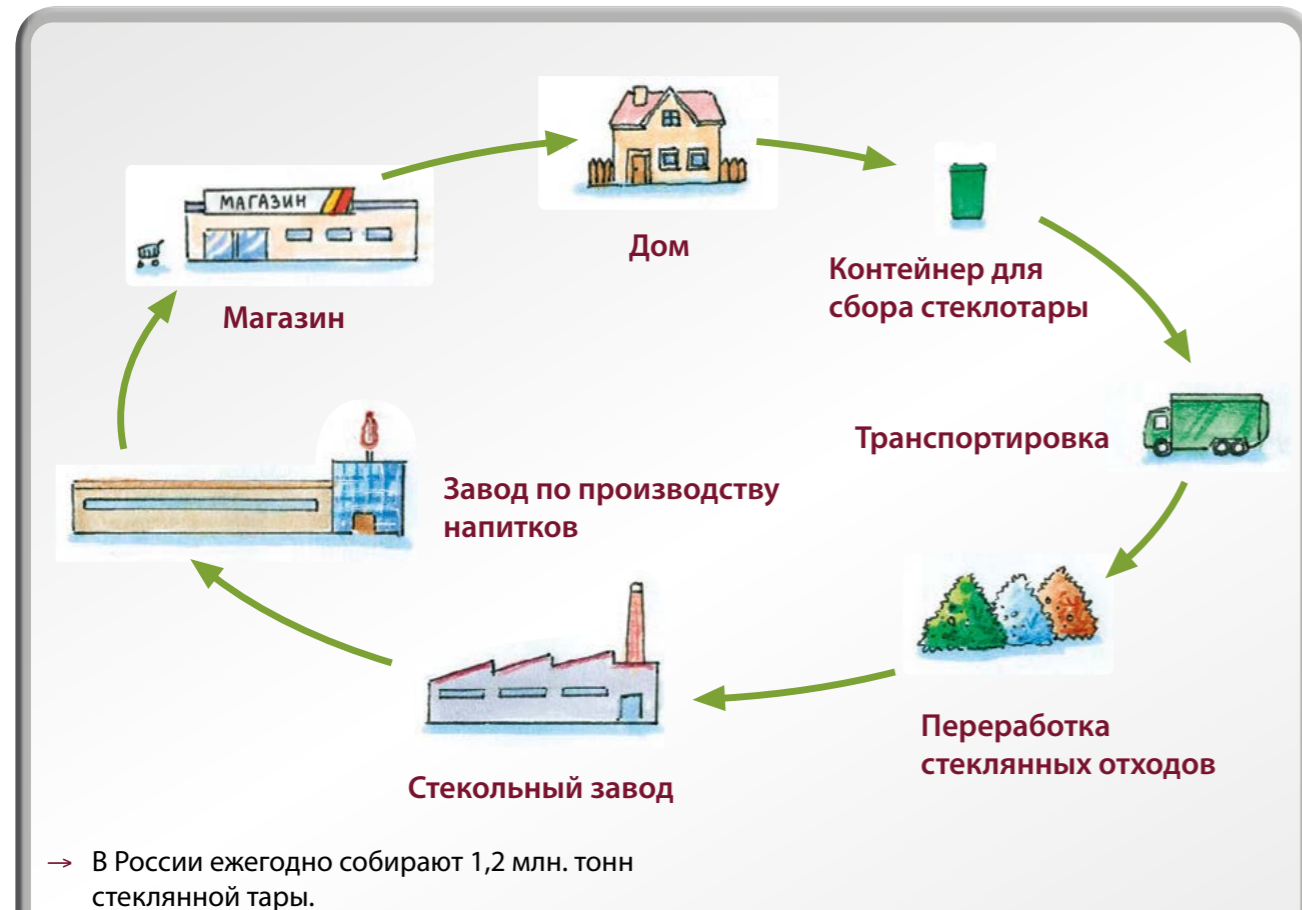 Дом
МАГАЗИН
Магазин
Контейнер для
сбора стеклотары
Транспортировка
Завод по производству
напитков
Переработка
стеклянных отходов
Стекольный завод
→ В России ежегодно собирают 1,2 млн. тонн
стеклянной тары.